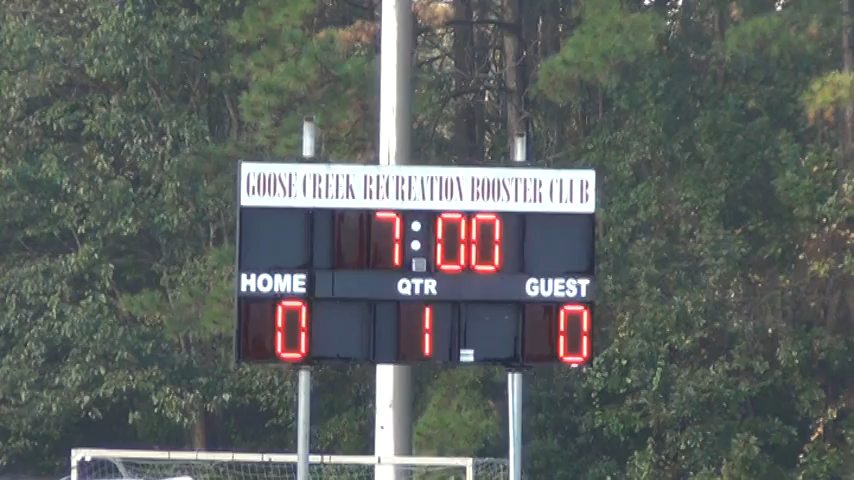 GOOSE CREEK RECREATION BOOSTER CLUB
7:00
HOME QTR GUEST
0 1 0